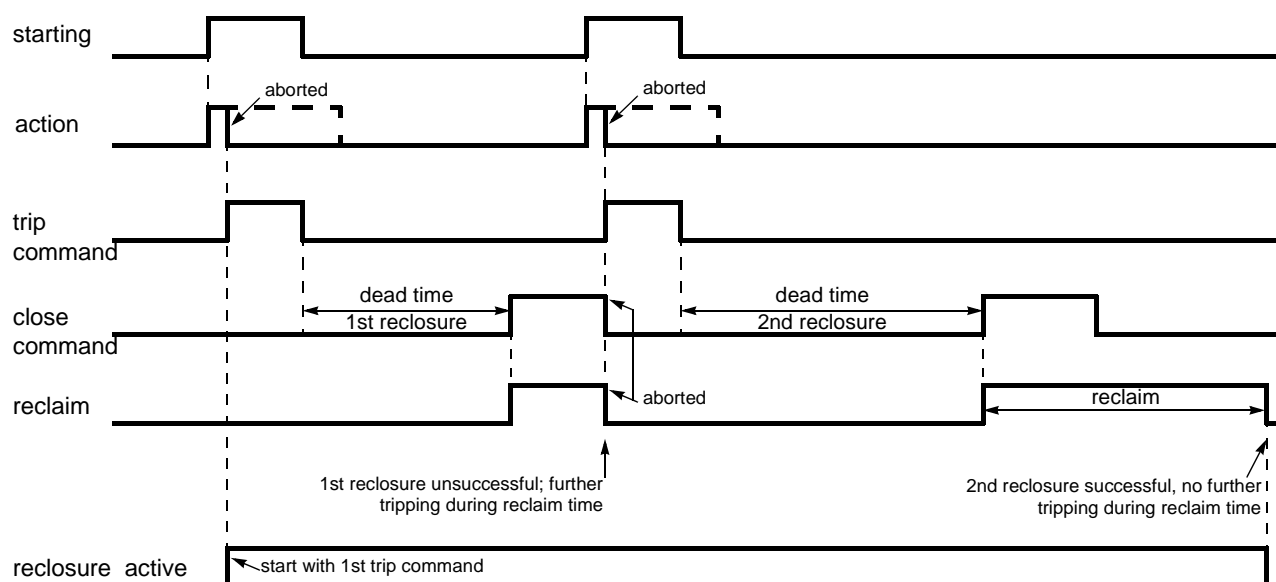 starting
aborted
aborted
action
trip
command
dead time
dead time
close
1st reclosure
2nd reclosure
command
reclaim
aborted
reclaim
1st reclosure unsuccessful; further
tripping during reclaim time
2nd reclosure successful, no further
tripping during reclaim time
reclosure active
start with 1st trip command